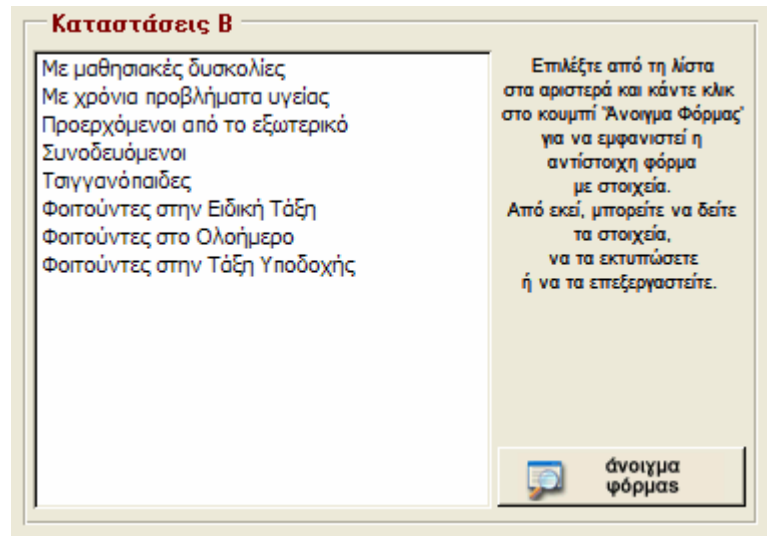 Καταστάσεις Β
Με μαθησιακές δυσκολίες
Με χρόνια προβλήματα υγείας
Προερχόμενοι από το εξωτερικό
Συνοδευόμενοι
Τσιγγανόπαιδες
Φοιτούντες στην Ειδική Τάξη
Φοιτούντες στο Ολοήμερο
Φοιτούντες στην Τάξη Υποδοχής
Επιλέξτε από τη λίστα
στα αριστερά και κάντε κλικ
στο κουμπί "Άνοιγμα Φόρμας"
για να εμφανιστεί η
αντίστοιχη φόρμα
με στοιχεία.
Από εκεί, μπορείτε να δείτε
τα στοιχεία,
να τα εκτυπώσετε
ή να τα επεξεργαστείτε.
άνοιγμα
φόρμας